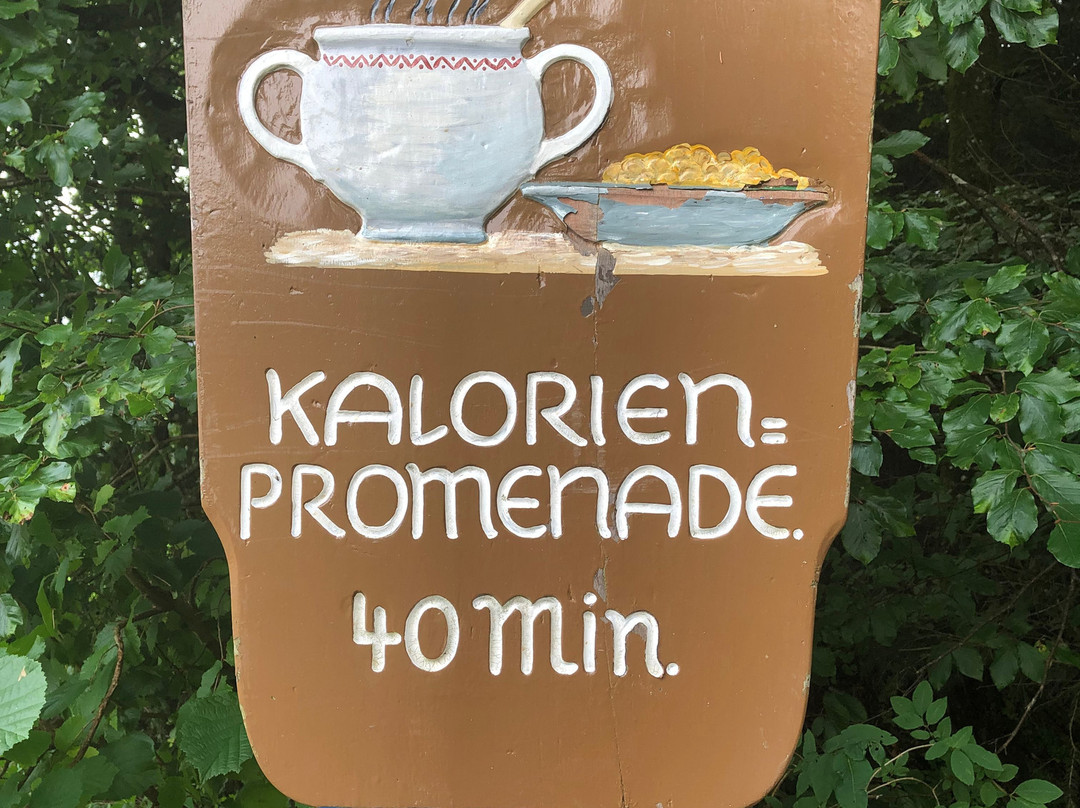 KALORIEN=
PROMENADE.
40 Min.